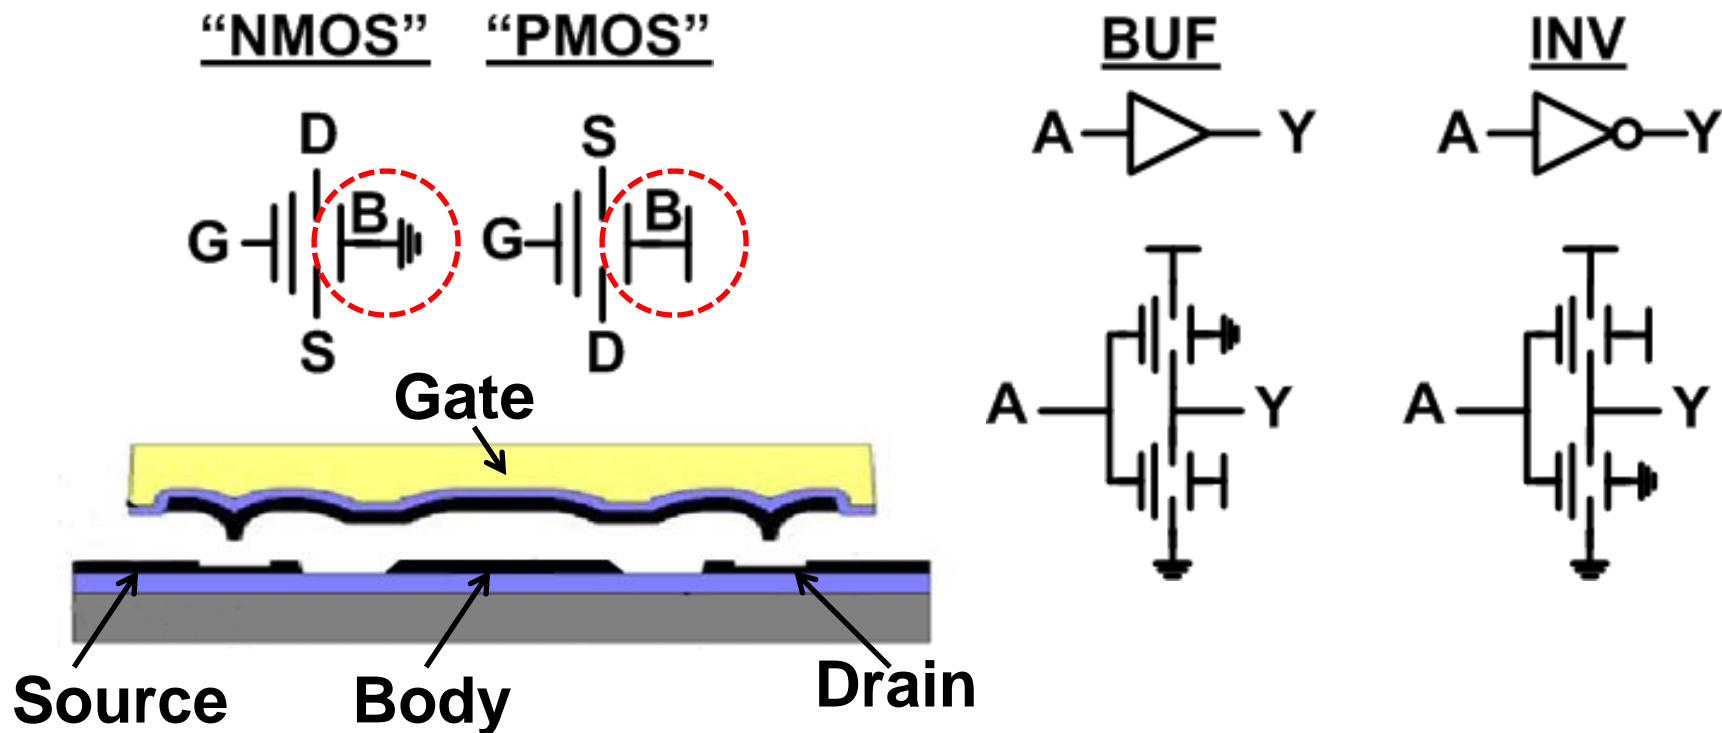 “NMOS” “PMOS” BUF INV
D S
A Y A Y
B B
G G
S D
Gate
A Y A Y
Source Body Drain